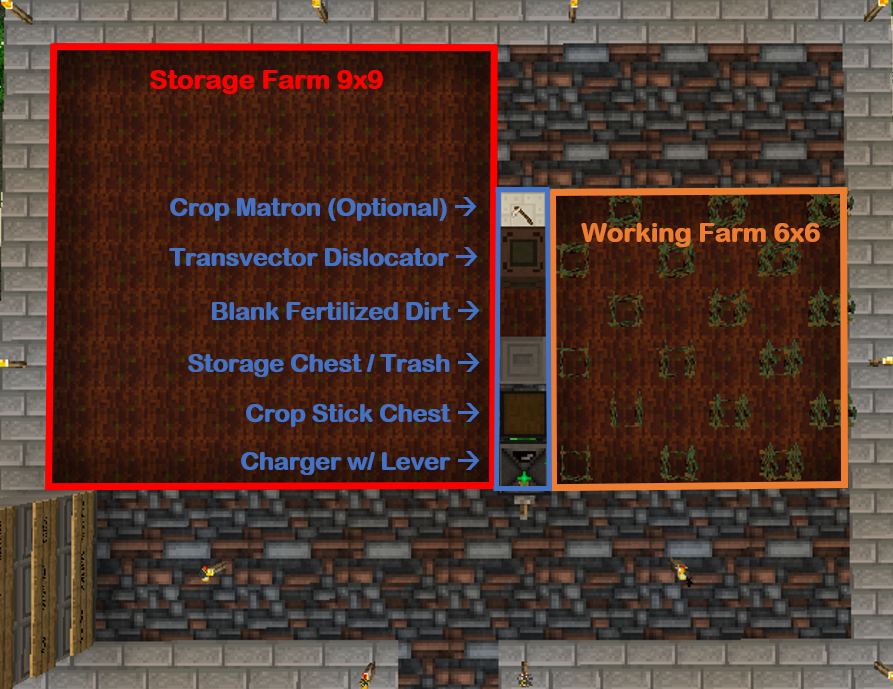 Storage Farm 9x9
Crop Matron (Optional) →
Transvector Dislocator →
Working Farm 6x6
Blank Fertilized Dirt →
Storage Chest / Trash →
Crop Stick Chest →
Charger w/ Lever →